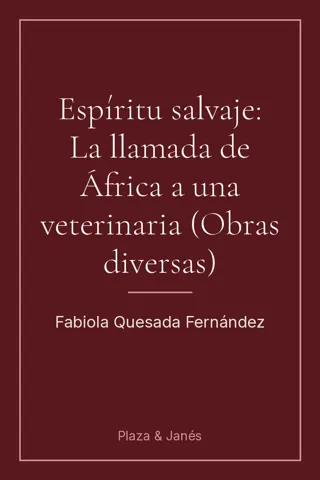 Espíritu salvaje:
La llamada de
África a una
veterinaria (Obras
diversas)
Fabiola Quesada Fernández
Plaza & Janés